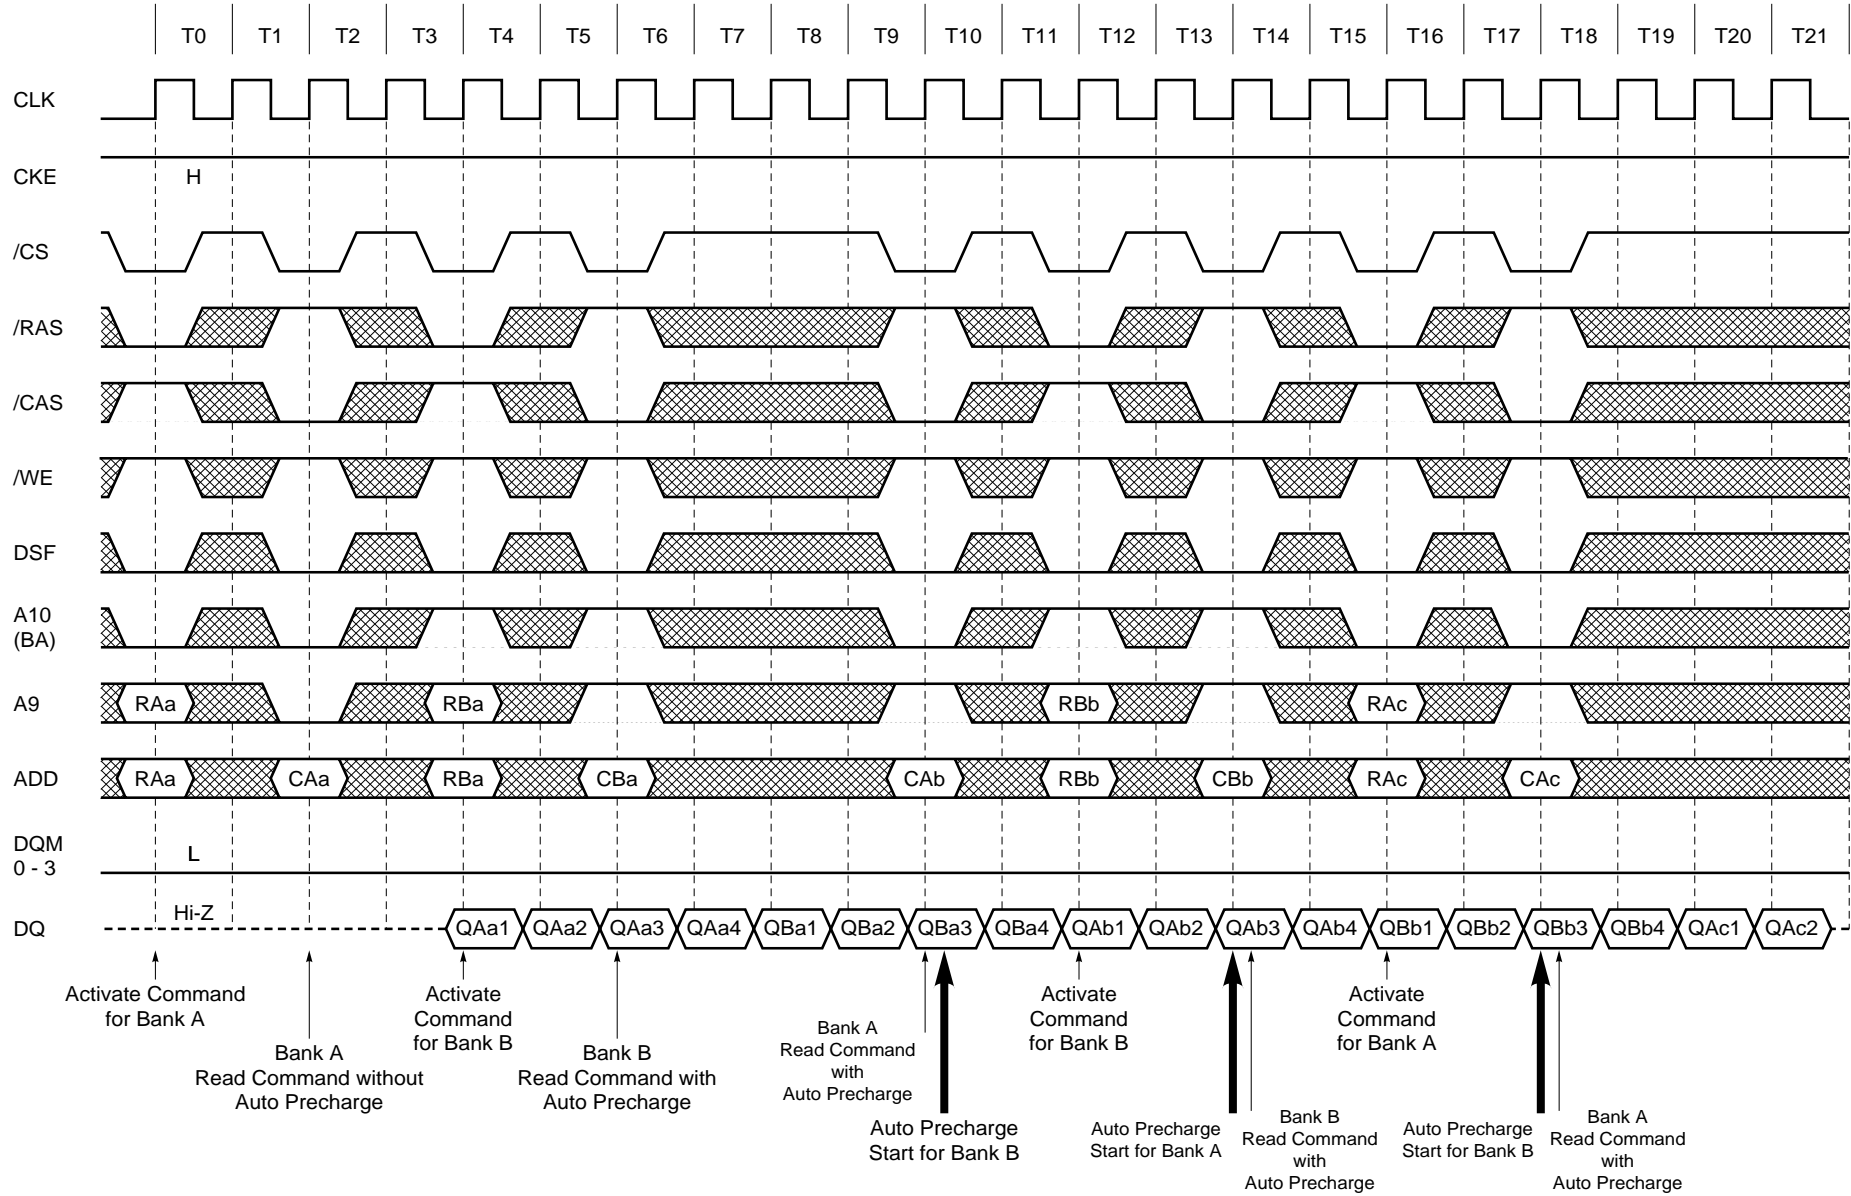 T0 T1 T2 T3 T4 T5 T6 T7 T8 T9 T10 T11 T12 T13 T14 T15 T16 T17 T18 T19 T20 T21
CLK
CKE H
/CS
/RAS
/CAS
/WE
DSF
A10
(BA)
A9 RAa RBa RBb RAc
ADD RAa CAa RBa CBa CAb RBb CBb RAc CAc
DQM
0 - 3
L
DQ Hi-Z QAa1 QAa2 QAa3 QAa4 QBa1 QBa2 QBa3 QBa4 QAb1 QAb2 QAb3 QAb4 QBb1 QBb2 QBb3 QBb4 QAc1 QAc2
Activate Command
for Bank A
Bank A
Read Command without
Auto Precharge
Activate
Command
for Bank B
Bank B
Read Command with
Auto Precharge
Bank A
Read Command
with
Auto Precharge
Auto Precharge
Start for Bank B
Activate
Command
for Bank B
Auto Precharge
Start for Bank A
Bank B
Read Command
with
Auto Precharge
Activate
Command
for Bank A
Auto Precharge
Start for Bank B
Bank A
Read Command
with
Auto Precharge